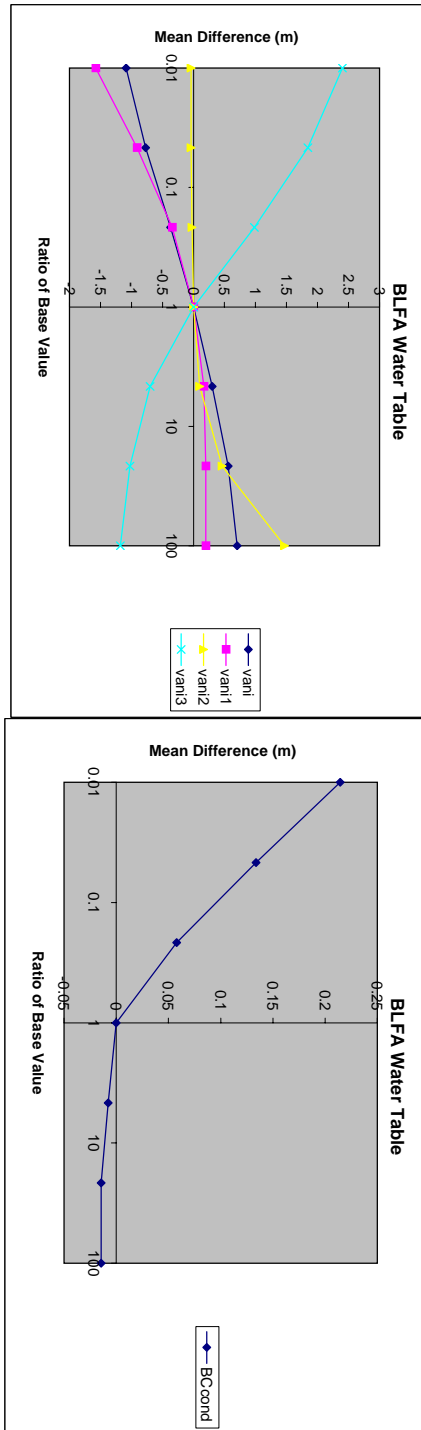 BLFA Water Table
Mean Difference (m)
3
2.5
2
1.5
1
0.5
0
-0.5
-1
-1.5
-2
0.01
0.1
1
10
100
Ratio of Base Value
vani
vani1
vani2
vani3
BLFA Water Table
Mean Difference (m)
0.25
0.2
0.15
0.1
0.05
0
-0.05
0.01
0.1
1
10
100
Ratio of Base Value
BCcond